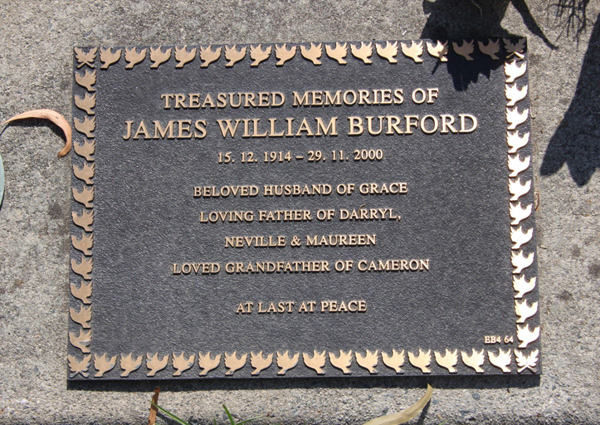 TREASURED MEMORIES OF
JAMES WILLIAM BURFORD
15. 12. 1914 – 29. 11. 2000
BELOVED HUSBAND OF GRACE
LOVING FATHER OF DARRYL,
NEVILLE & MAUREEN
LOVED GRANDFATHER OF CAMERON
AT LAST AT PEACE
BB4 64